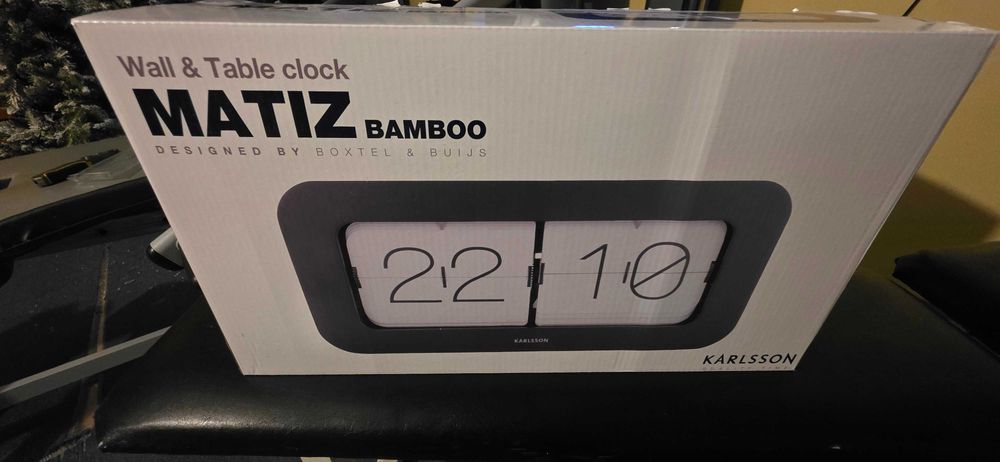 Wall & Table clock
MATIZ BAMBOO
DESIGNED BY BOXTEL & BUIJS
22 10
KARLSSON
KARLSSON